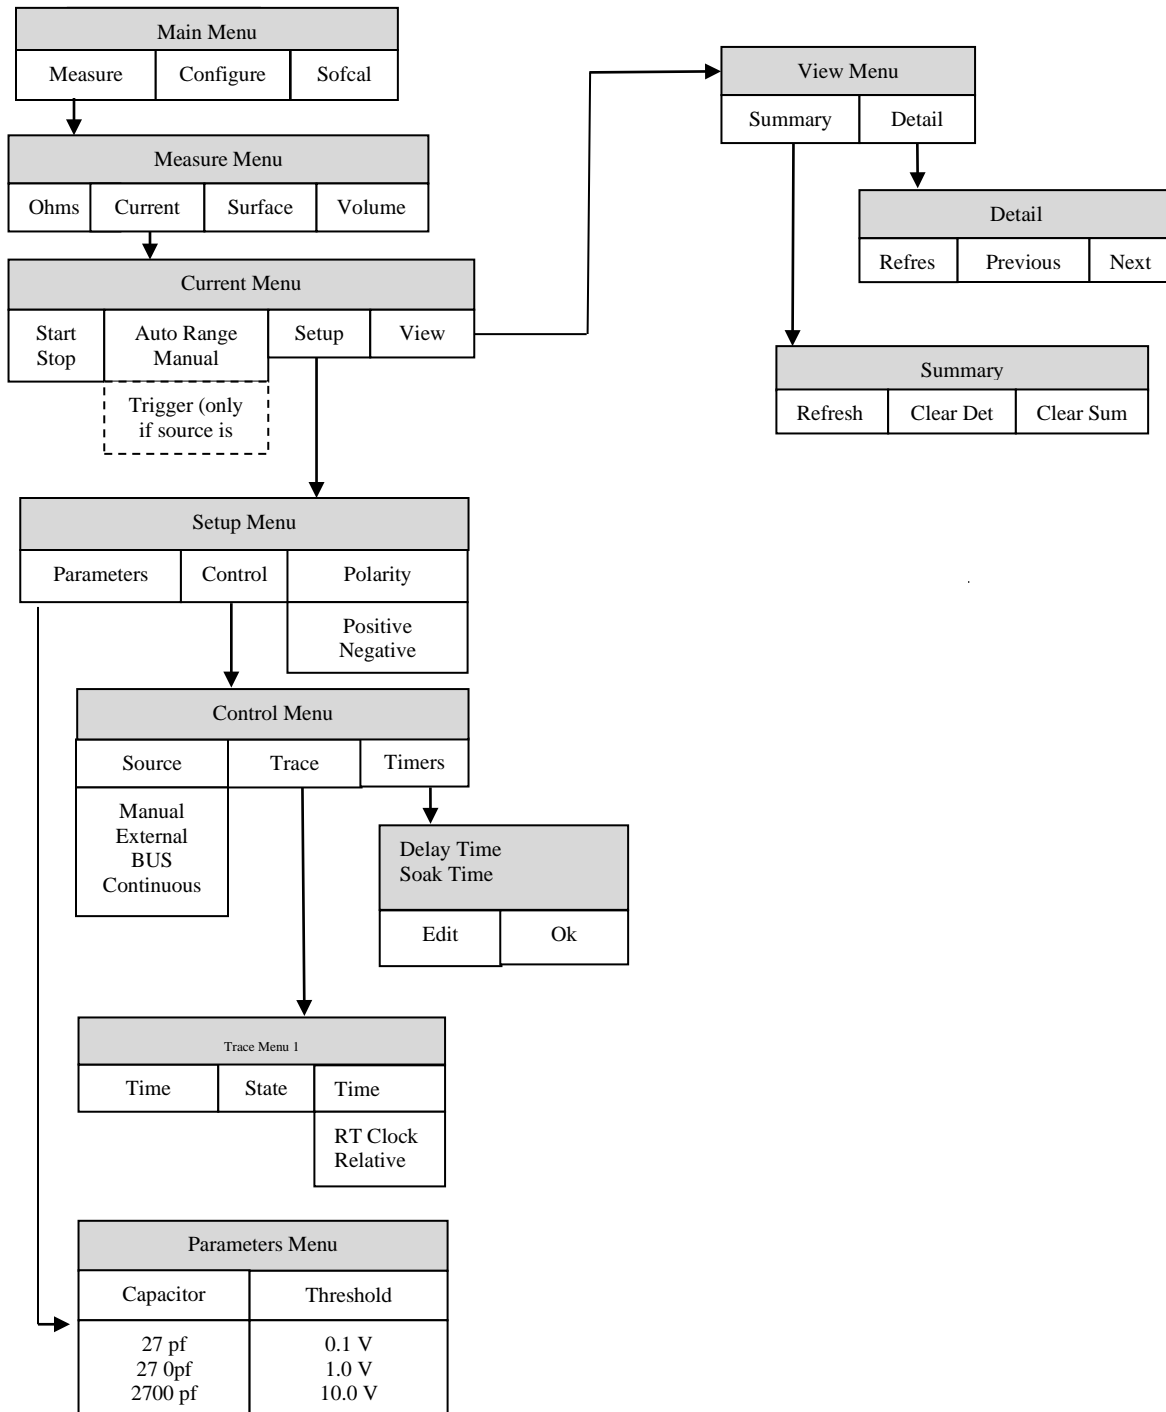 Main Menu
Measure Configure Sofcal
Measure Menu
Ohms Current Surface Volume
Current Menu
Start
Stop
Auto Range
Manual
Setup
View
Trigger (only
if source is
View Menu
Summary Detail
Detail
Refres Previous Next
Summary
Refresh Clear Det Clear Sum
Setup Menu
Parameters Control Polarity
Positive
Negative
Control Menu
Source Trace Timers
Manual
External
BUS
Continuous
Delay Time
Soak Time
Edit Ok
Trace Menu 1
Time State Time
RT Clock
Relative
Parameters Menu
Capacitor Threshold
27 pf 0.1 V
27 0pf 1.0 V
2700 pf 10.0 V